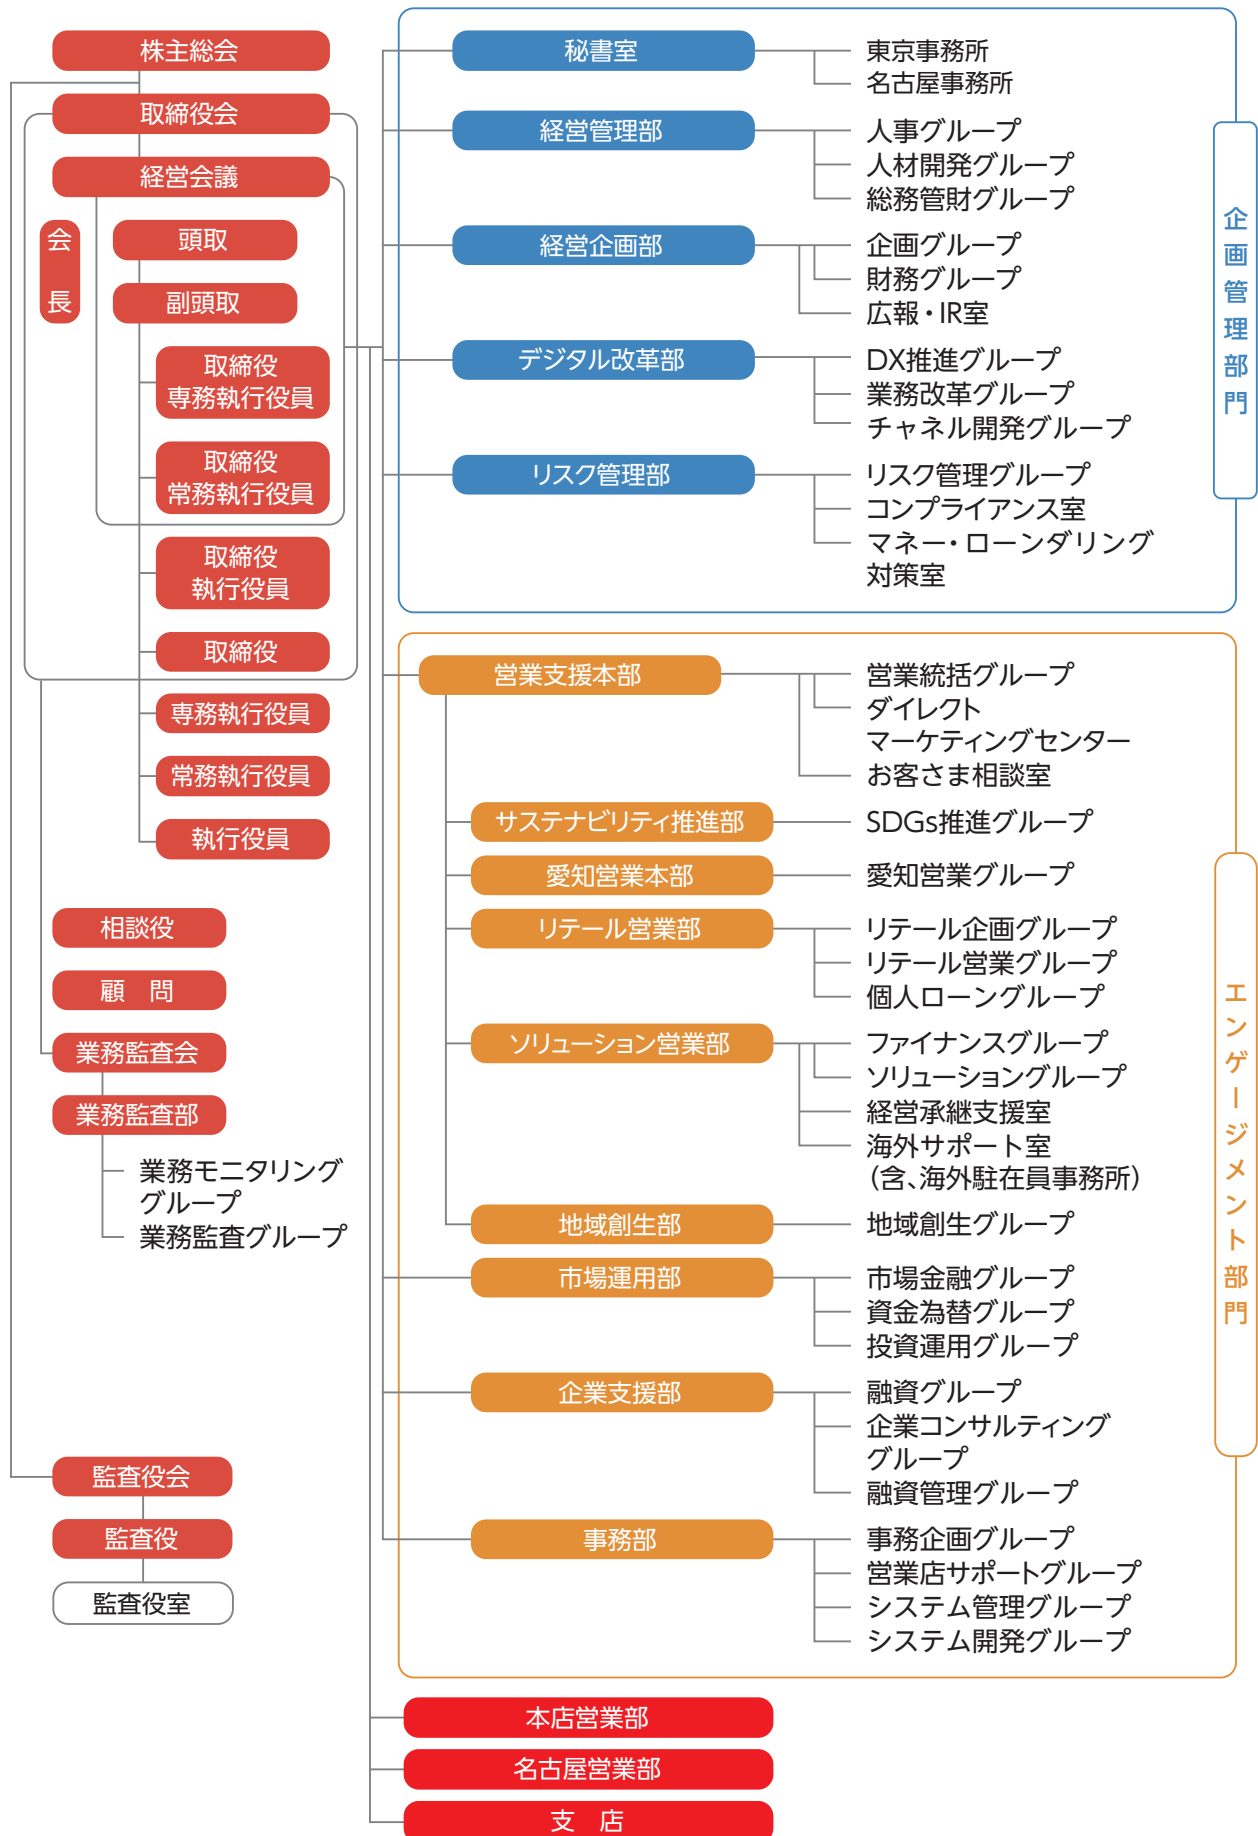 株主総会
取締役会
経営会議
会長
頭取
副頭取
取締役
専務執行役員
取締役
常務執行役員
取締役
執行役員
取締役
専務執行役員
常務執行役員
執行役員
相談役
顧 問
業務監査会
業務監査部
業務モニタリング
グループ
業務監査グループ
監査役会
監査役
監査役室
秘書室
東京事務所
名古屋事務所
経営管理部
人事グループ
人材開発グループ
総務管財グループ
経営企画部
企画グループ
財務グループ
広報・IR室
デジタル改革部
DX推進グループ
業務改革グループ
チャネル開発グループ
リスク管理部
リスク管理グループ
コンプライアンス室
マネー・ローンダリング
対策室
企画管理部門
営業支援本部
営業統括グループ
ダイレクト
マーケティングセンター
お客さま相談室
サステナビリティ推進部
SDGs推進グループ
愛知営業本部
愛知営業グループ
リテール営業部
リテール企画グループ
リテール営業グループ
個人ローングループ
ソリューション営業部
ファイナンスグループ
ソリューショングループ
経営承継支援室
海外サポート室
（含、海外駐在員事務所）
地域創生部
地域創生グループ
市場運用部
市場金融グループ
資金為替グループ
投資運用グループ
企業支援部
融資グループ
企業コンサルティング
グループ
融資管理グループ
事務部
事務企画グループ
営業店サポートグループ
システム管理グループ
システム開発グループ
エンゲージメント部門
本店営業部
名古屋営業部
支 店